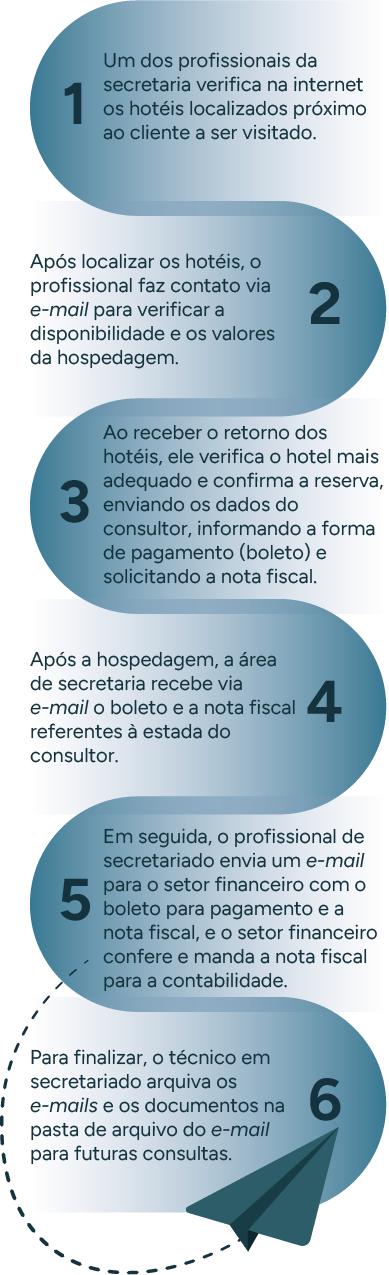 1
Um dos profissionais da
secretaria verifica na internet
os hotéis localizados próximo
ao cliente a ser visitado.
Após localizar os hotéis, o
profissional faz contato via
e-mail para verificar a
disponibilidade e os valores
da hospedagem.
2
3
Ao receber o retorno dos
hotéis, ele verifica o hotel mais
adequado e confirma a reserva,
enviando os dados do
consultor, informando a forma
de pagamento (boleto) e
solicitando a nota fiscal.
Após a hospedagem, a área
de secretaria recebe via
e-mail o boleto e a nota fiscal
referentes à estada do
consultor.
4
5
Em seguida, o profissional de
secretariado envia um e-mail
para o setor financeiro com o
boleto para pagamento e a
nota fiscal, e o setor financeiro
confere e manda a nota fiscal
para a contabilidade.
Para finalizar, o técnico em
secretariado arquiva os
e-mails e os documentos na
pasta de arquivo do e-mail
para futuras consultas.
6